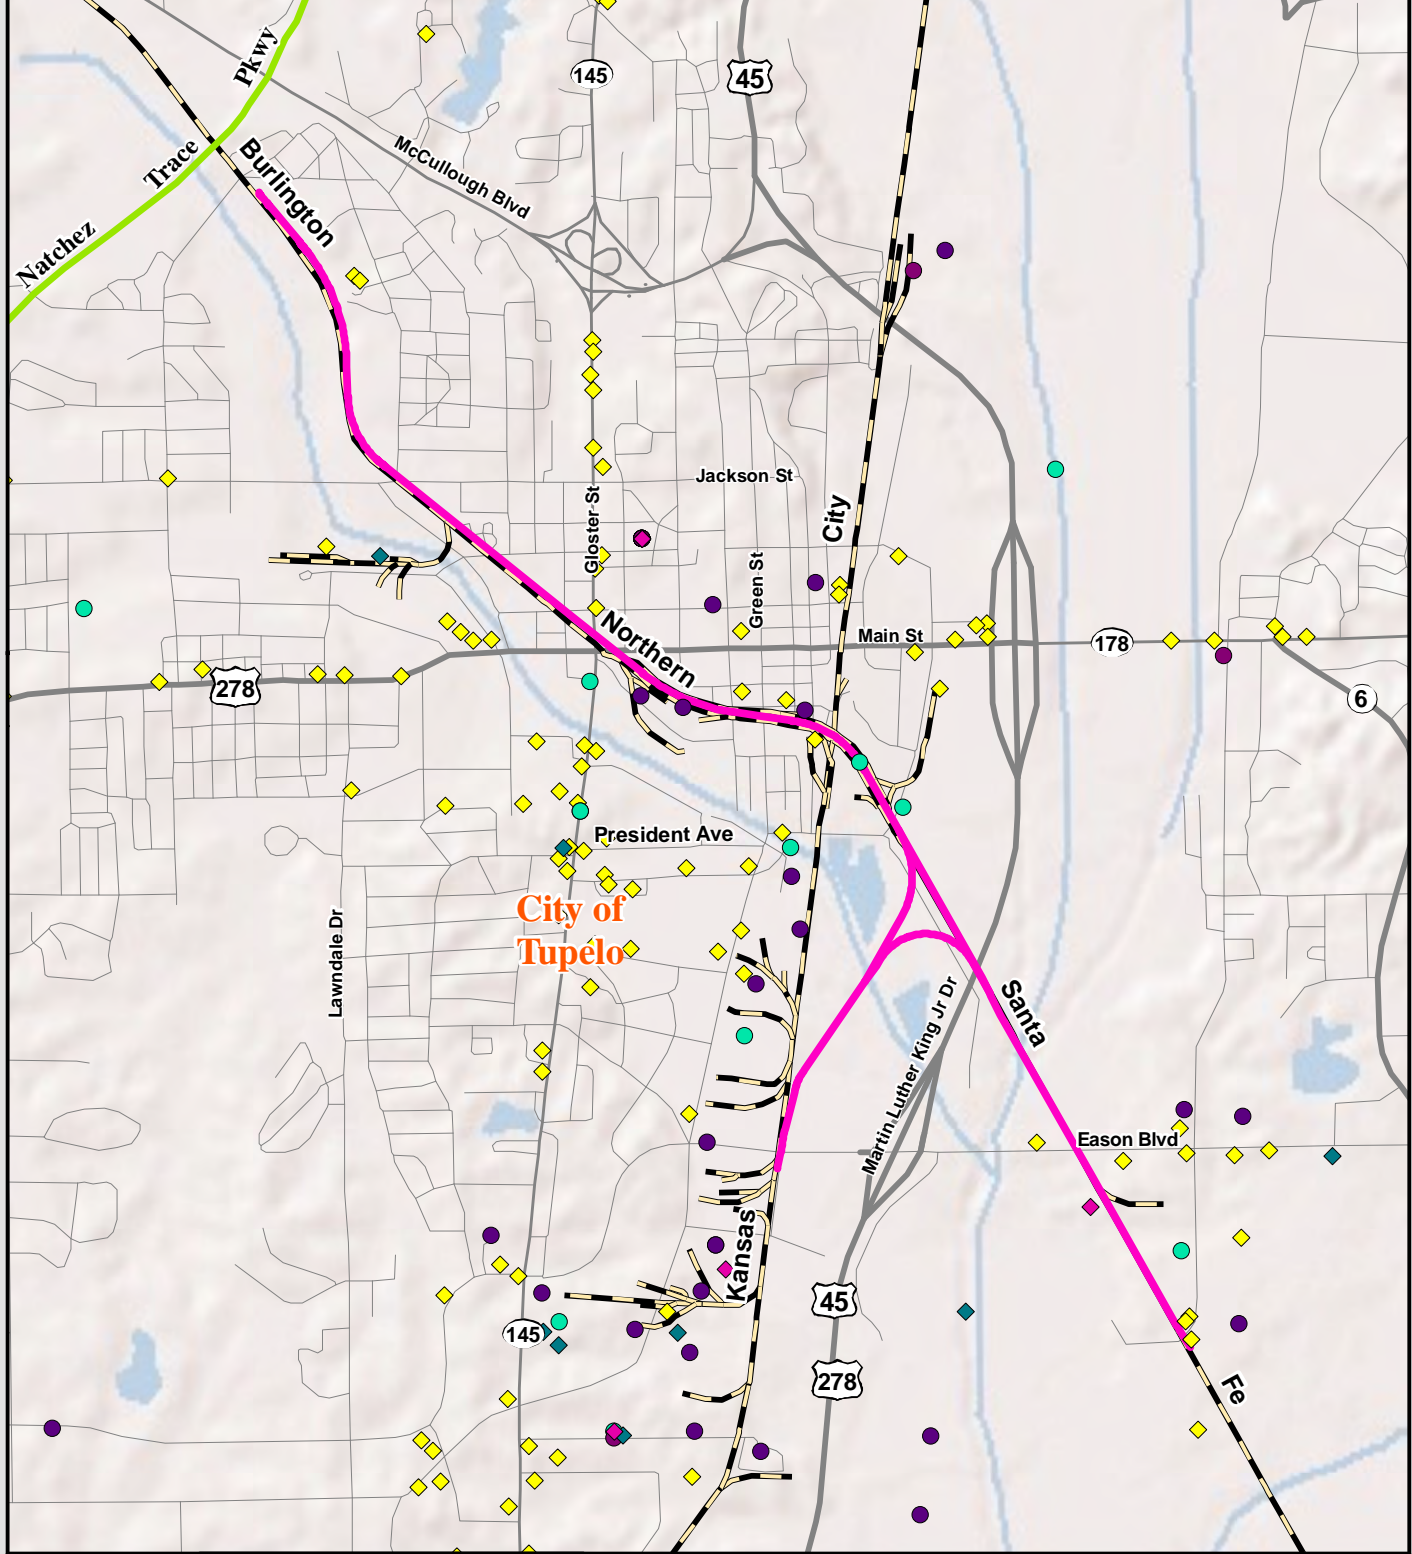 Pkwy
145
45
McCullough Blvd
Burlington
Trace
Natchez
Jackson St
Gloster St
City
Green St
Northern
Main St
178
278
6
President Ave
City of
Tupelo
Lawndale Dr
Santa
Martin Luther King Jr Dr
Eason Blvd
Kansas
45
145
278
Fe